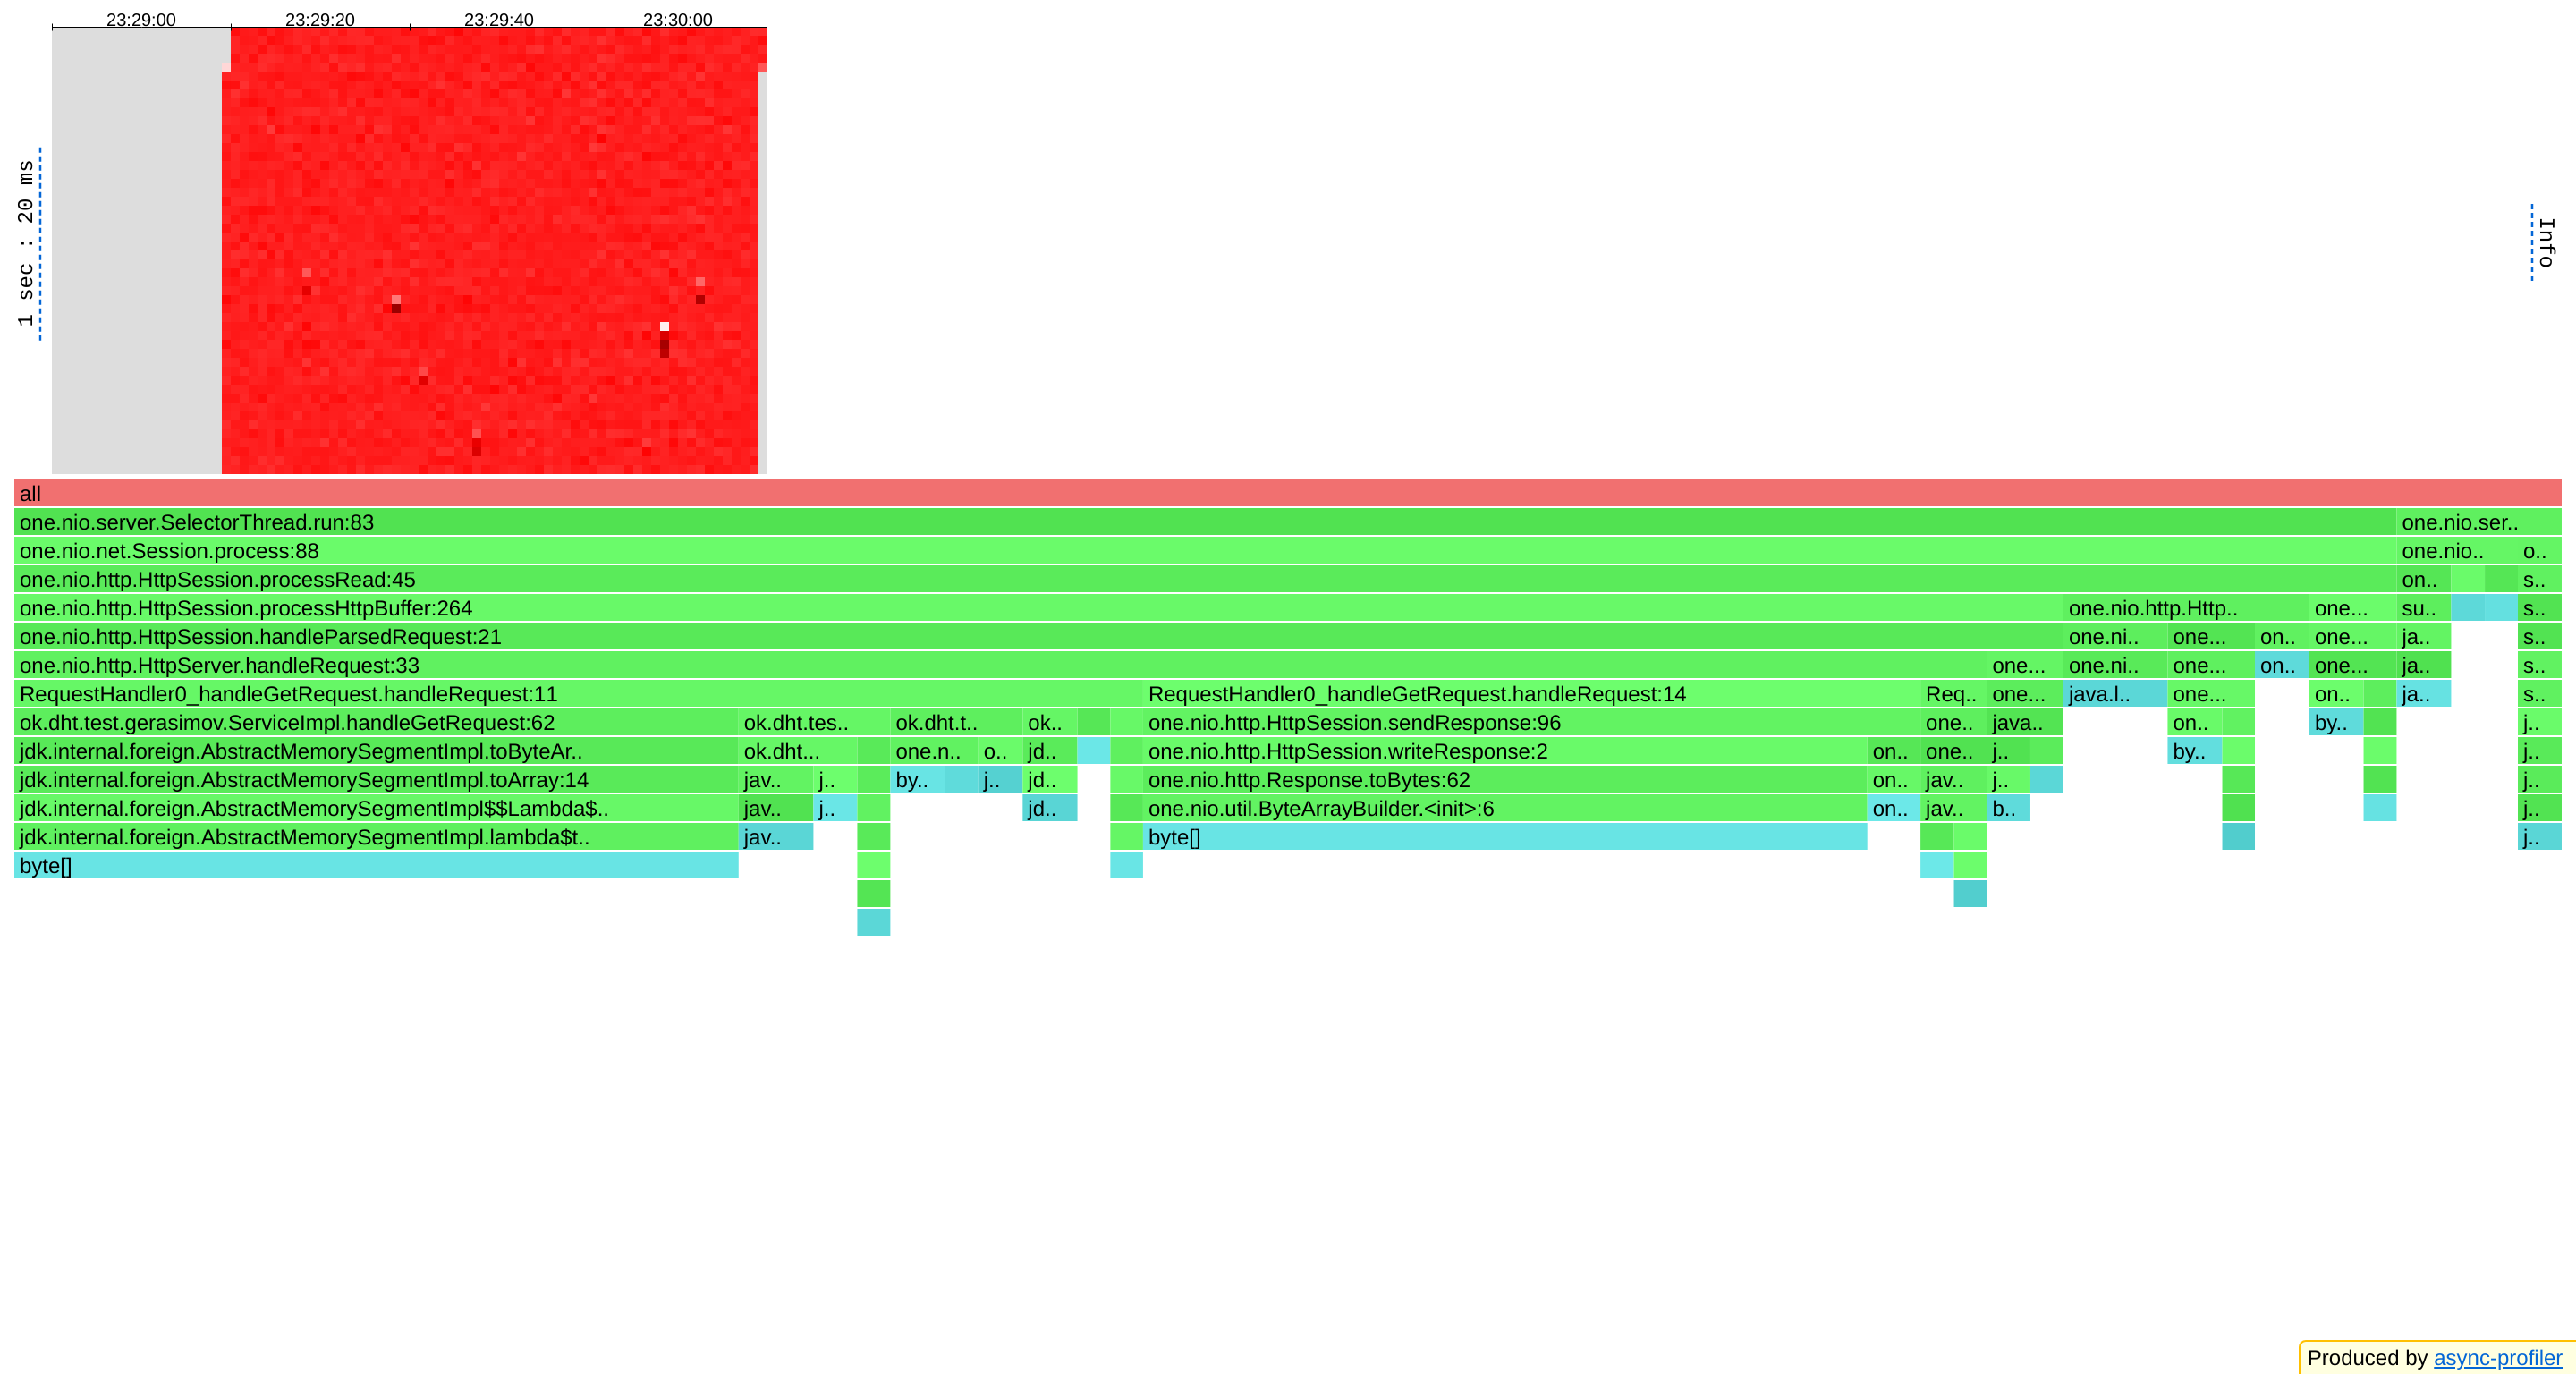 23:29:00 23:29:20 23:29:40 23:30:00
1 sec : 20 ms
Info
all
one.nio.server.SelectorThread.run:83 one.nio.ser..
one.nio.net.Session.process:88 one.nio.. o..
one.nio.http.HttpSession.processRead:45 on.. s..
one.nio.http.HttpSession.processHttpBuffer:264 one.nio.http.Http.. one... su.. s..
one.nio.http.HttpSession.handleParsedRequest:21 one.ni.. one... on.. one... ja.. s..
one.nio.http.HttpServer.handleRequest:33 one... one.ni.. one... on.. one... ja.. s..
RequestHandler0_handleGetRequest.handleRequest:11 RequestHandler0_handleGetRequest.handleRequest:14 Req.. one... java.l.. one... on.. ja.. s..
ok.dht.test.gerasimov.ServiceImpl.handleGetRequest:62 ok.dht.tes.. ok.dht.t.. ok.. one.nio.http.HttpSession.sendResponse:96 one.. java.. on.. by.. j..
jdk.internal.foreign.AbstractMemorySegmentImpl.toByteAr.. ok.dht... one.n.. o.. jd.. one.nio.http.HttpSession.writeResponse:2 on.. one.. j.. by.. j..
jdk.internal.foreign.AbstractMemorySegmentImpl.toArray:14 jav.. j.. by.. j.. jd.. one.nio.http.Response.toBytes:62 on.. jav.. j.. j..
jdk.internal.foreign.AbstractMemorySegmentImpl$$Lambda$.. jav.. j.. jd.. one.nio.util.ByteArrayBuilder.<init>:6 on.. jav.. b.. j..
jdk.internal.foreign.AbstractMemorySegmentImpl.lambda$t.. jav.. byte[] j..
byte[]
Produced by async-profiler